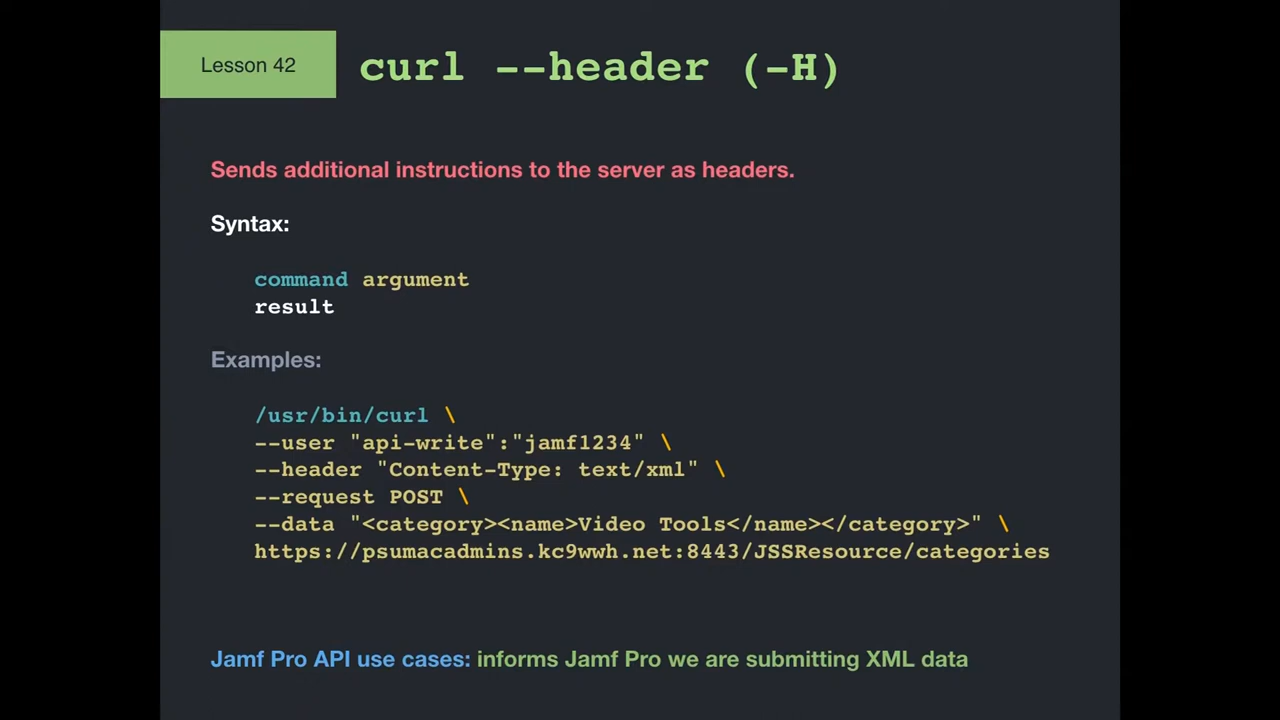 Lesson 42
curl --header (-H)
Sends additional instructions to the server as headers.
Syntax:
command argument
result
Examples:
/usr/bin/curl \
--user "api-write":"jamf1234" \
--header "Content-Type: text/xml" \
--request POST \
--data "<category><name>Video Tools</name></category>" \
https://psumacadmins.kc9wwh.net:8443/JSSResource/categories
Jamf Pro API use cases: informs Jamf Pro we are submitting XML data